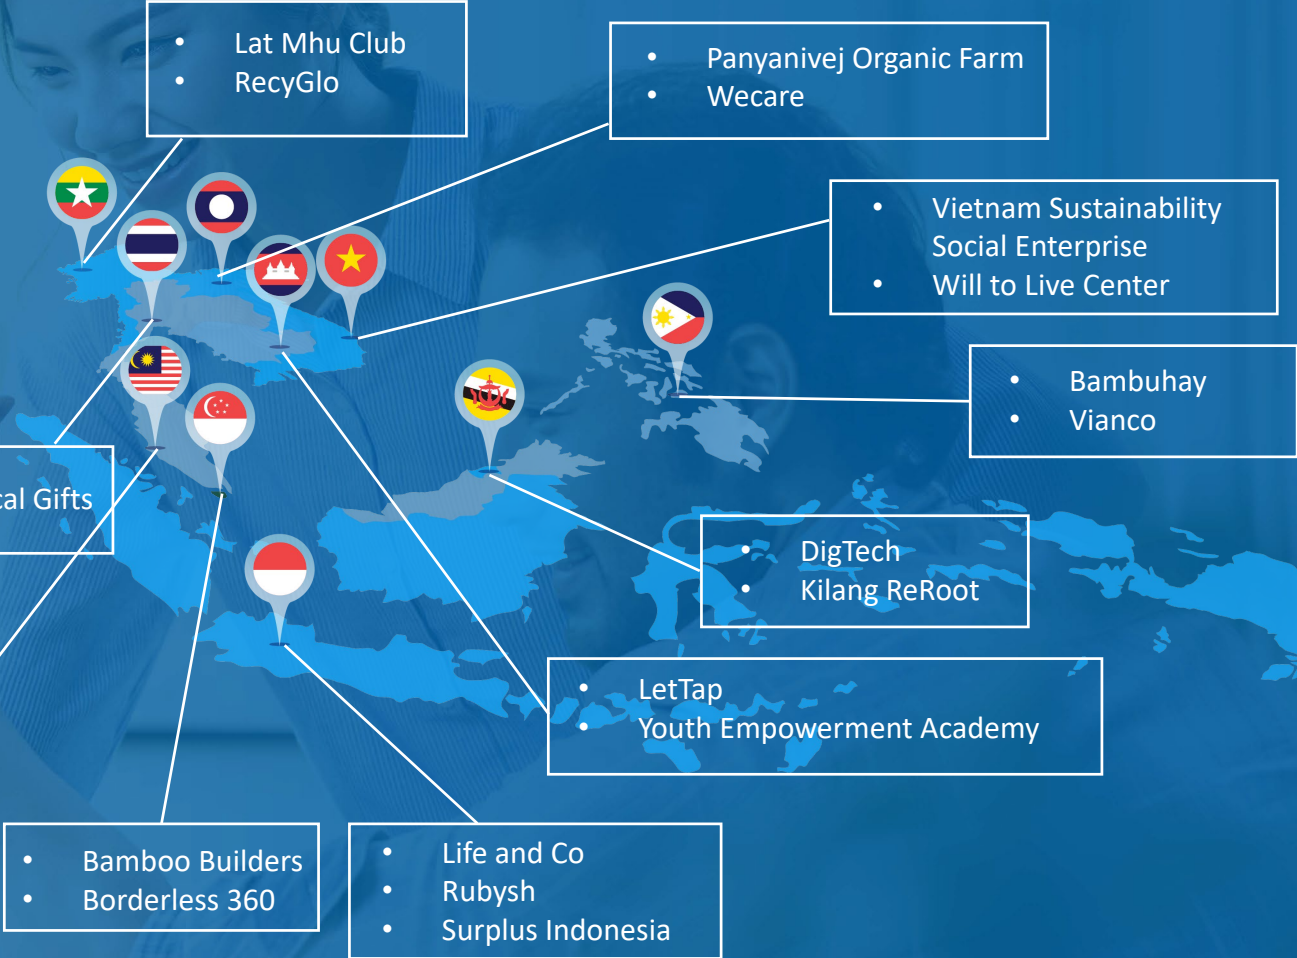 • Lat Mhu Club
• RecyGlo
• Panyanivej Organic Farm
• Wecare
• Vietnam Sustainability
Social Enterprise
• Will to Live Center
• Bambuhay
• Vianco
Gifts
• DigTech
• Kilang ReRoot
• LetTap
• Youth Empowerment Academy
• Bamboo Builders
• Borderless 360
• Life and Co
• Rubysh
• Surplus Indonesia